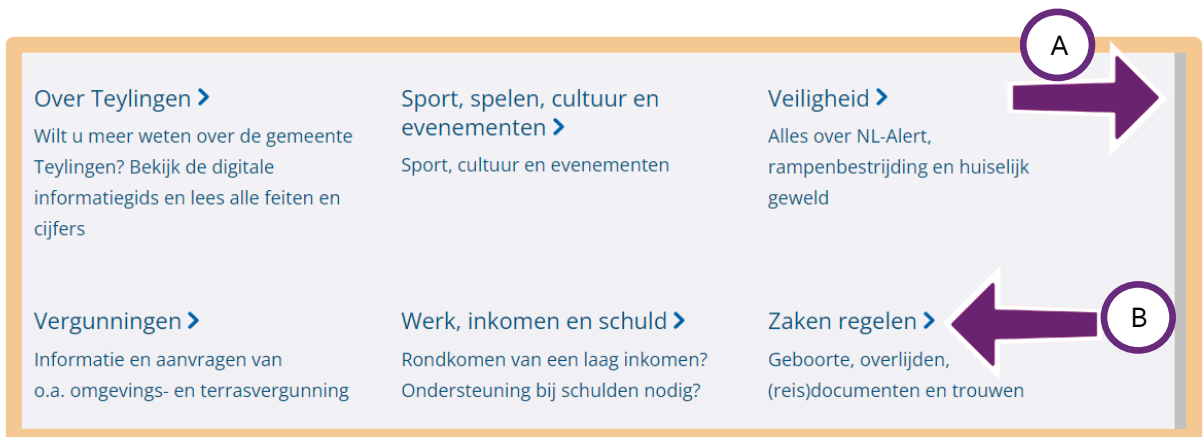 A
Over Teylingen
Wilt u meer weten over de gemeente
Teylingen? Bekijk de digitale
informatiegids en lees alle feiten en
cijfers
Sport, spelen, cultuur en
evenementen
Sport, cultuur en evenementen
Veiligheid
Alles over NL-Alert,
rampenbestrijding en huiselijk
geweld
Vergunningen
Informatie en aanvragen van
o.a. omgevings- en terrasvergunning
Werk, inkomen en schuld
Rondkomen van een laag inkomen?
Ondersteuning bij schulden nodig?
Zaken regelen
Geboorte, overlijden,
(reis)documenten en trouwen
B